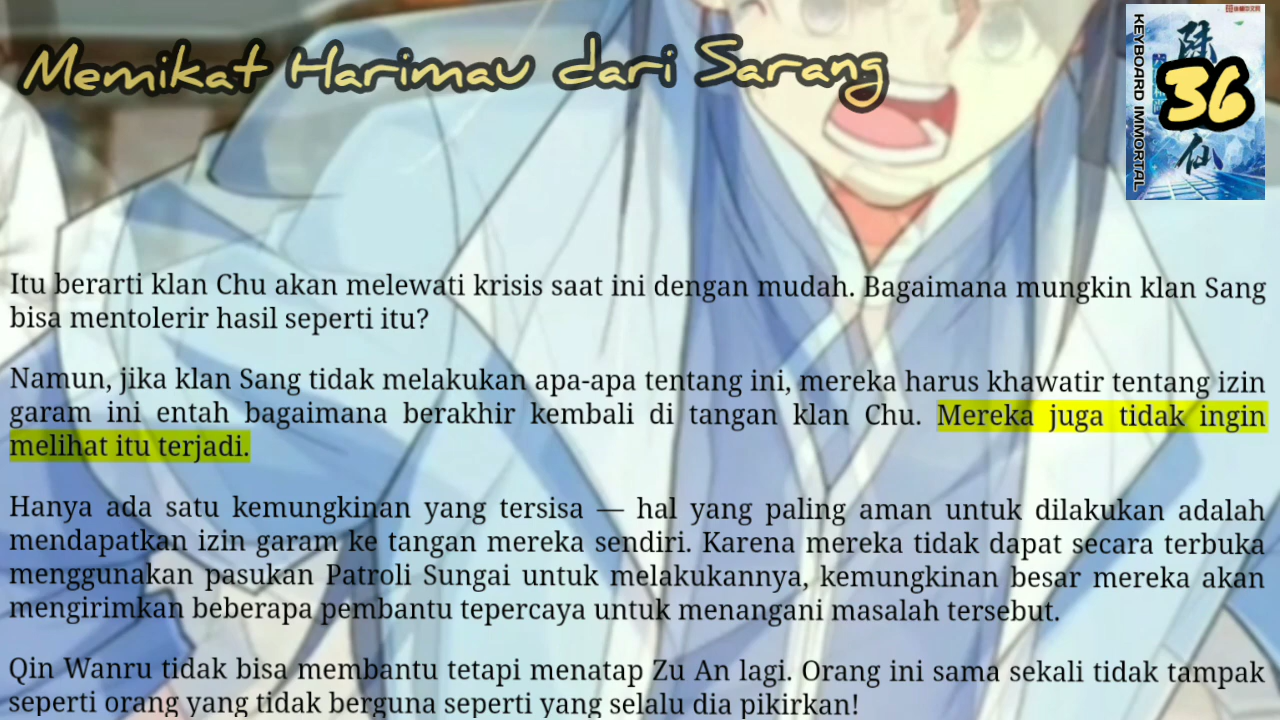 Memikat Harimau dari Sarang
KEYBOARD IMMORTAL
36
仙
Itu berarti klan Chu akan melewati krisis saat ini dengan mudah. Bagaimana mungkin klan Sang
bisa mentolerir hasil seperti itu?
Namun, jika klan Sang tidak melakukan apa-apa tentang ini, mereka harus khawatir tentang izin
garam ini entah bagaimana berakhir kembali di tangan klan Chu. Mereka juga tidak ingin
melihat itu terjadi.
Hanya ada satu kemungkinan yang tersisa — hal yang paling aman untuk dilakukan adalah
mendapatkan izin garam ke tangan mereka sendiri. Karena mereka tidak dapat secara terbuka
menggunakan pasukan Patroli Sungai untuk melakukannya, kemungkinan besar mereka akan
mengirimkan beberapa pembantu tepercaya untuk menangani masalah tersebut.
Qin Wanru tidak bisa membantu tetapi menatap Zu An lagi. Orang ini sama sekali tidak tampak
seperti orang yang tidak berguna seperti yang selalu dia pikirkan!